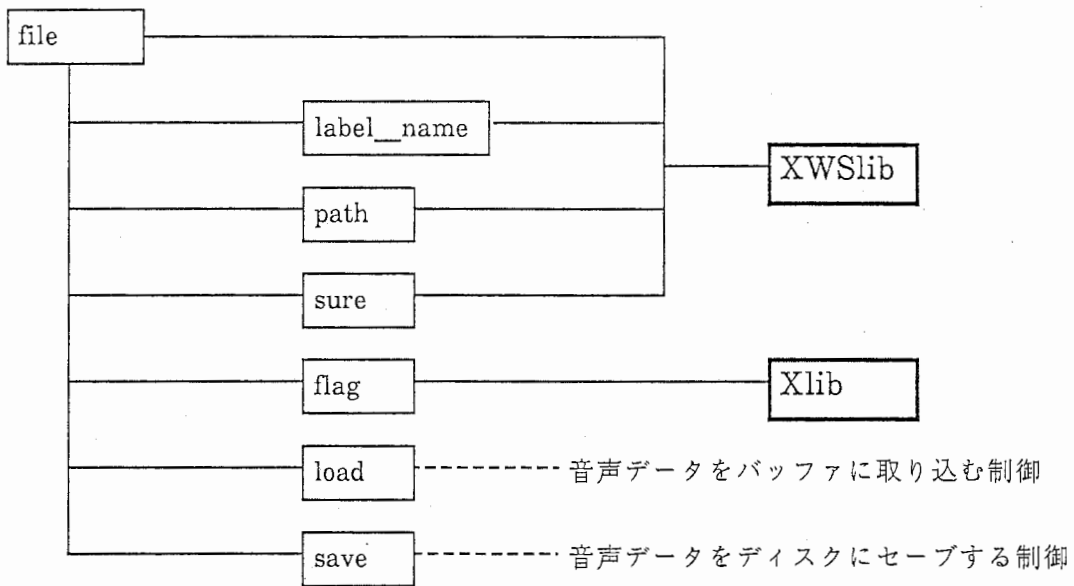 file
label__name
XWSlib
path
sure
flag
Xlib
load
音声データをバッファに取り込む制御
save
音声データをディスクにセーブする制御